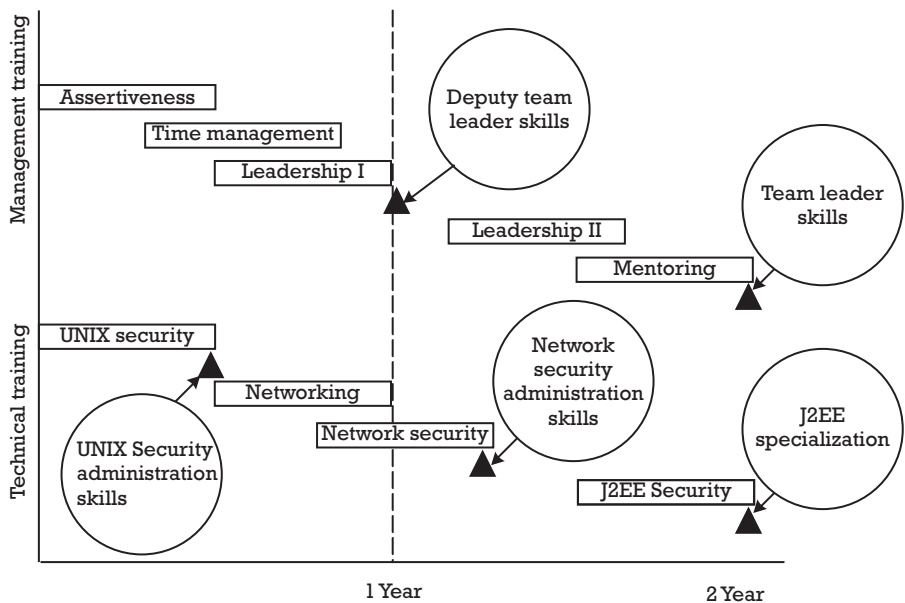 Management training
Assertiveness
Time management
Leadership I
Deputy team
leader skills
Leadership II
Mentoring
Team leader
skills
Technical training
UNIX security
Networking
Network security
J2EE Security
UNIX Security
administration
skills
Network
security
administration
skills
J2EE
specialization
1 Year
2 Year